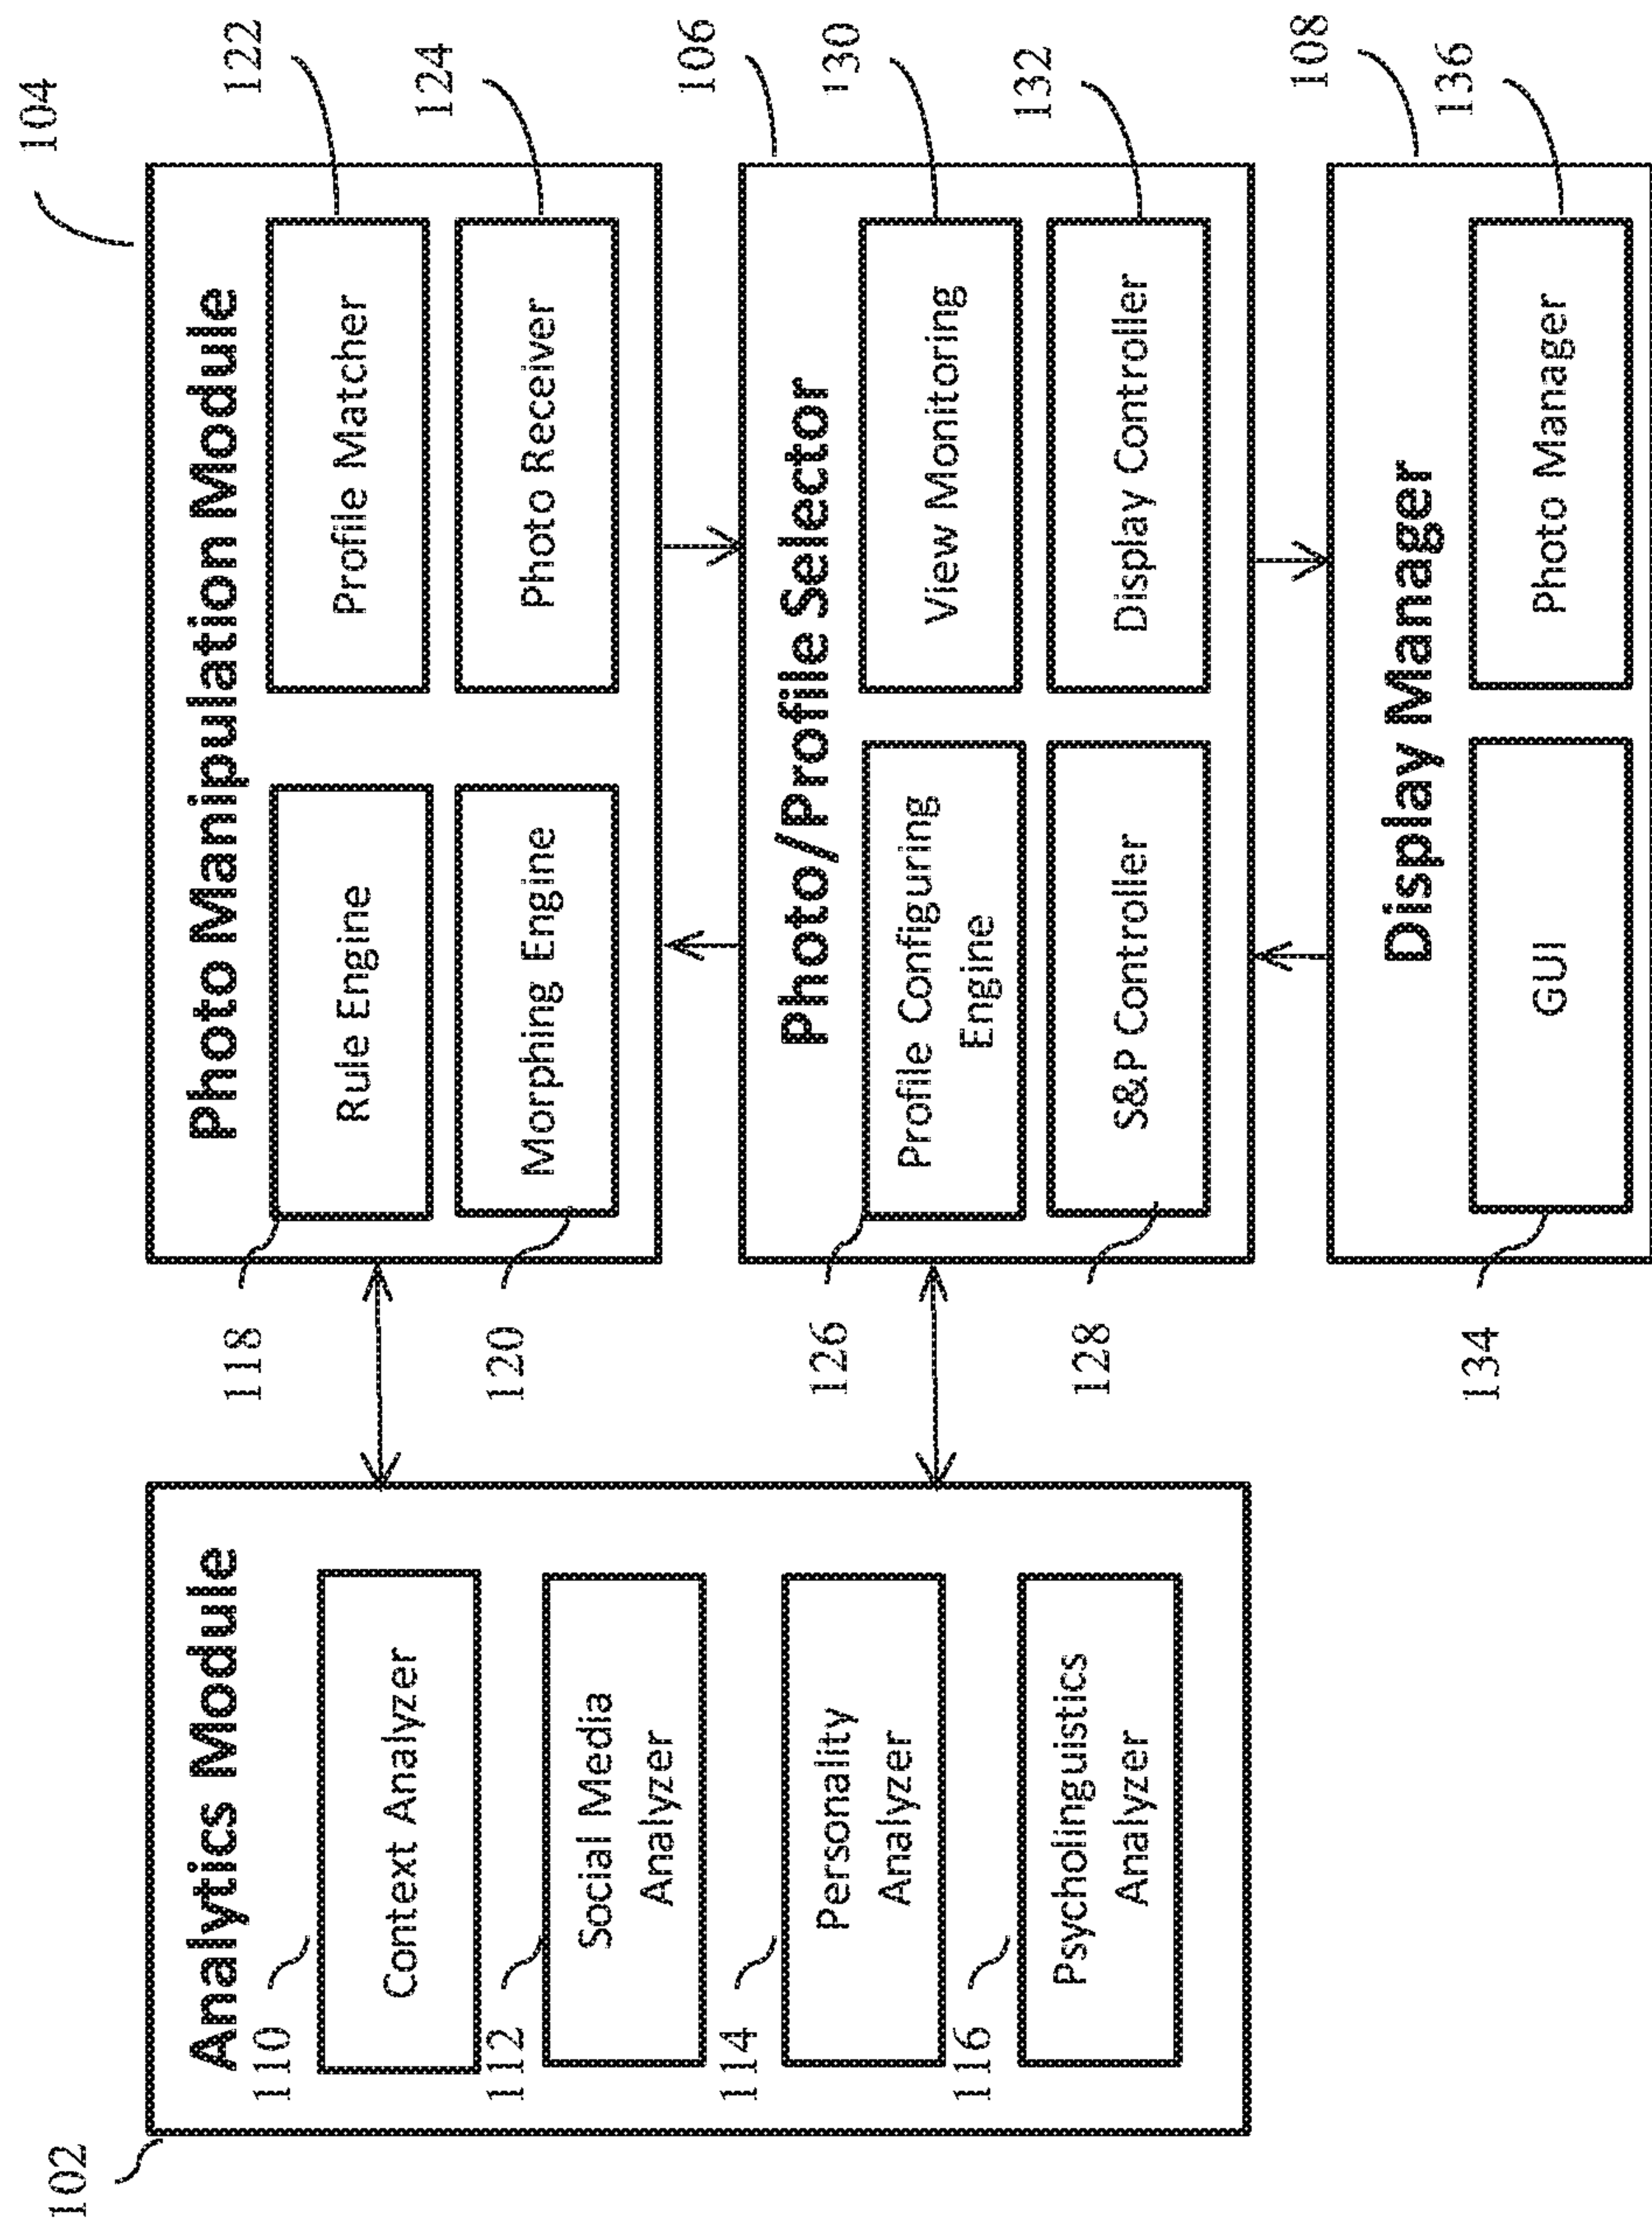 102
Analytics Module
110
Context Analyzer
112
Social Media
Analyzer
114
Personality
Analyzer
116
Psycholinguistics
Analyzer
104
Photo Manipulation Module
118
Rule Engine
122
Profile Matcher
120
Morphing Engine
124
Photo Receiver
106
Photo/Profile Selector
126
Profile Configuring
Engine
130
View Monitoring
128
S&P Controller
132
Display Controller
108
Display Manager
134
GUI
136
Photo Manager